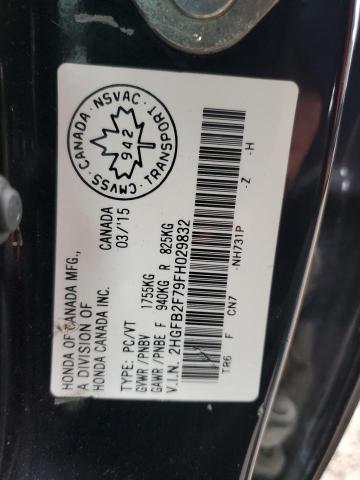 HONDA OF CANADA MFG.,
A DIVISION OF
HONDA CANADA INC.
CANADA
03/'15
TYPE: PC/VT
GVWR/PNBV 1755KG
GAWR/PNBE F 940KG R 825KG
V.I.N. 2HGFB2F79FH029832
TR6 F CN7 NH731P -Z -H
CMVSS · CANADA · NSVAC · TRANSPORT
942